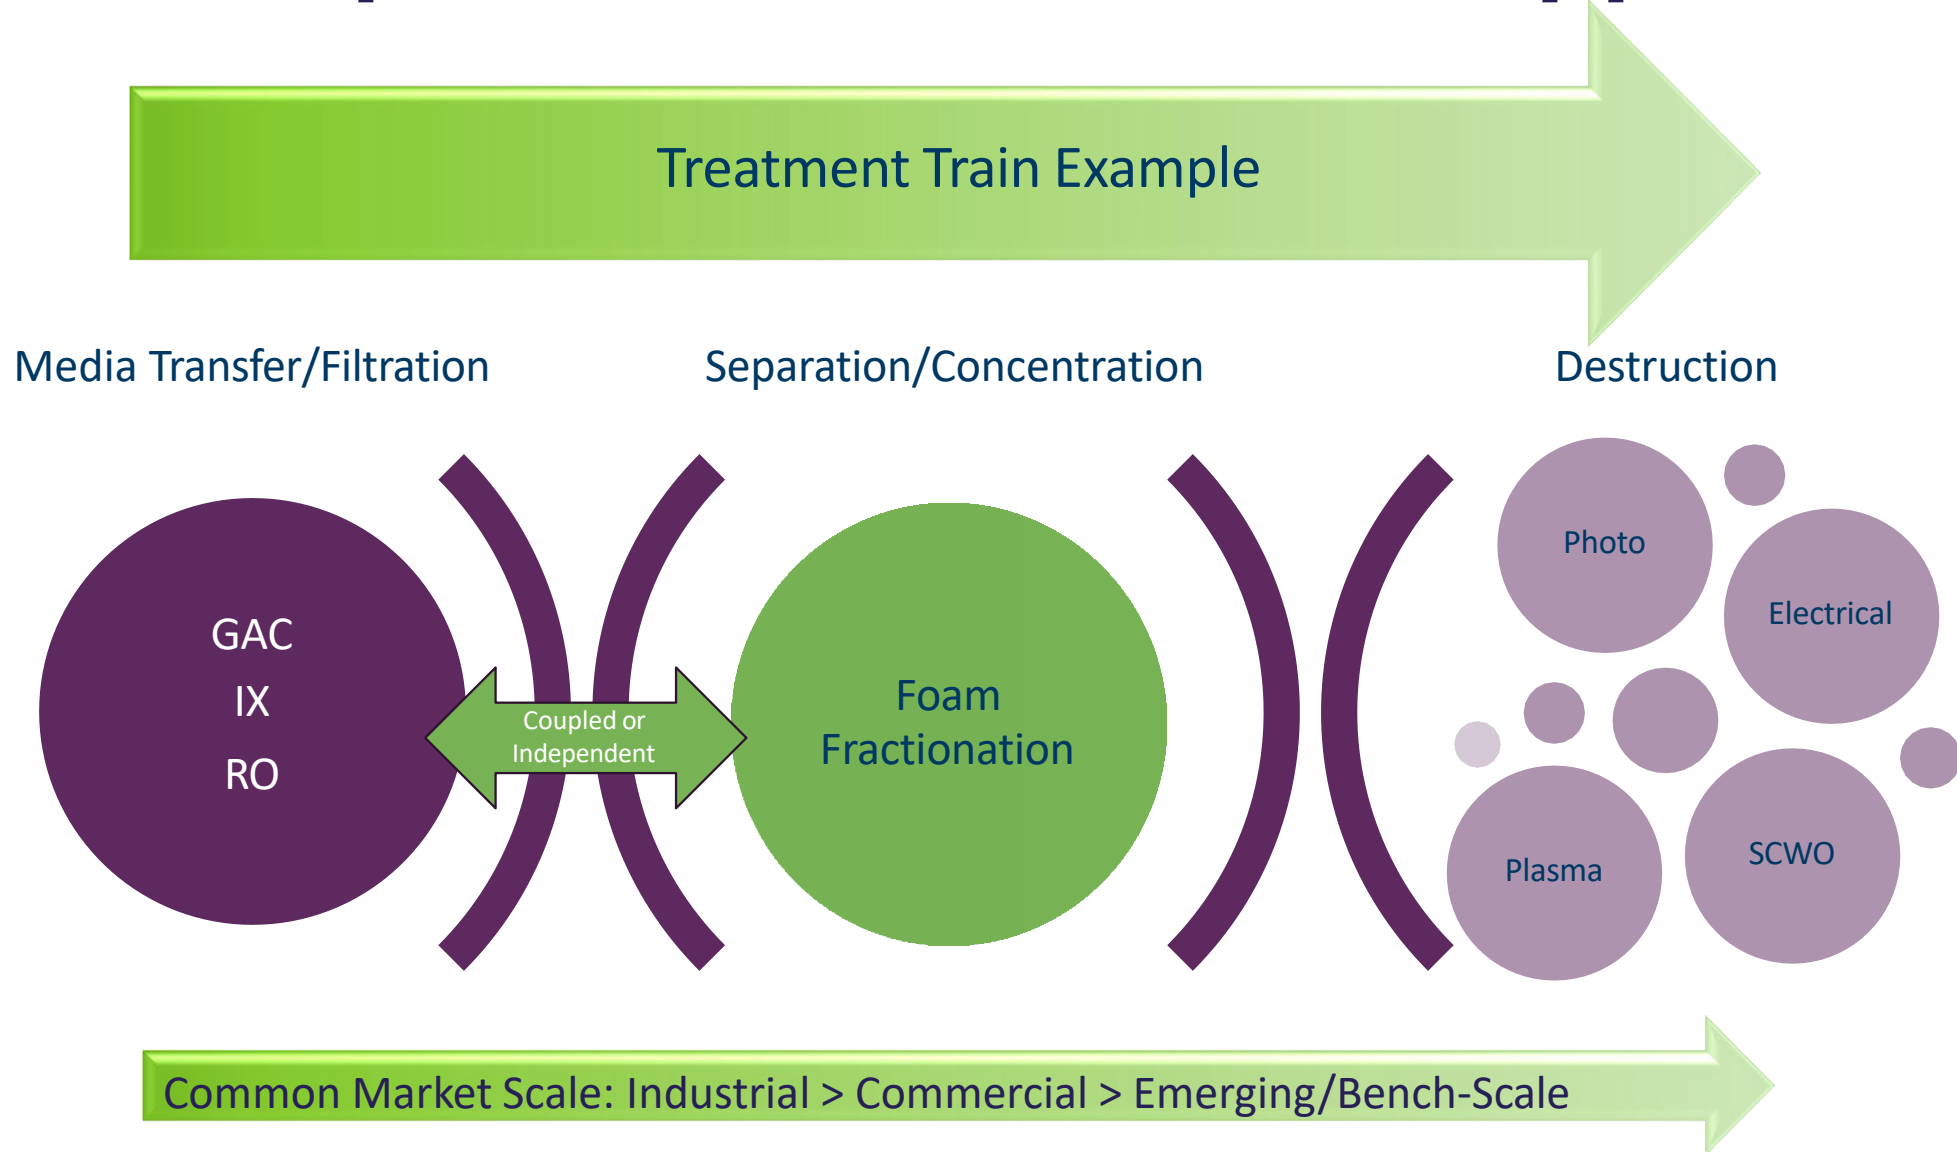 Treatment Train Example
Media Transfer/Filtration
Separation/Concentration
Destruction
GAC
IX
RO
Coupled or
Independent
Foam
Fractionation
Photo
Electrical
Plasma
SCWO
Common Market Scale: Industrial > Commercial > Emerging/Bench-Scale